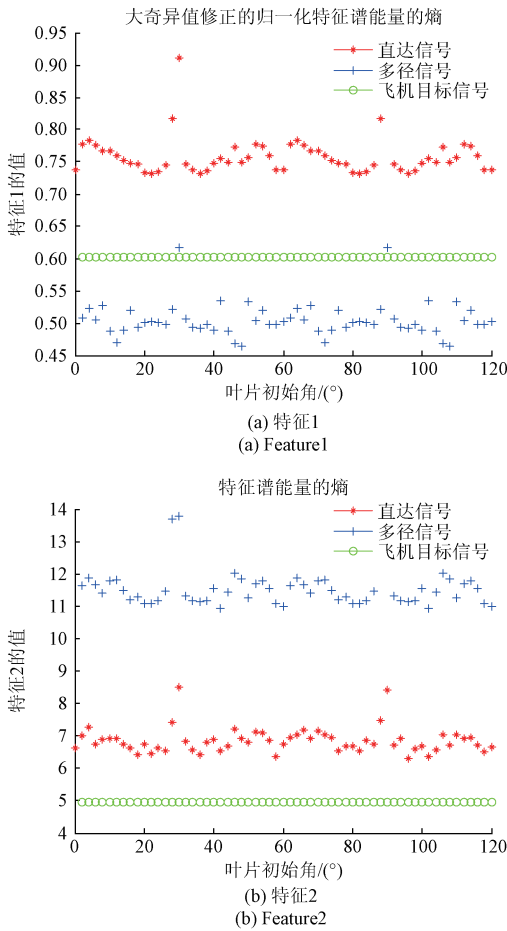 大奇异值修正的归一化特征谱能量的熵
0.95
直达信号
0.90
多径信号
0.85
飞机目标信号
0.80
0.75
0.70
0.65
0.60
0.55
0.50
0.45
特征1的值
0 20 40 60 80 100 120
叶片初始角/(°)
(a) 特征1
(a) Feature1
特征谱能量的熵
14
直达信号
13
多径信号
12
飞机目标信号
11
10
9
8
7
6
5
4
特征2的值
0 20 40 60 80 100 120
叶片初始角/(°)
(b) 特征2
(b) Feature2